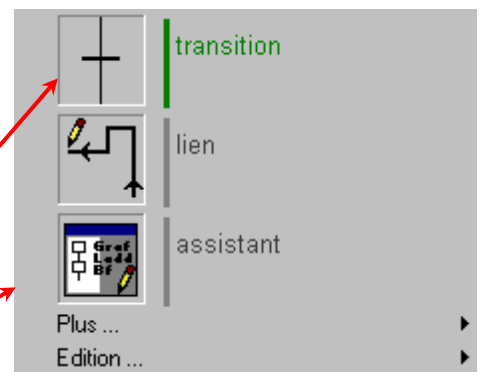 transition
lien
Graf
Ladd
Bf
assistant
Plus ...
Edition ...